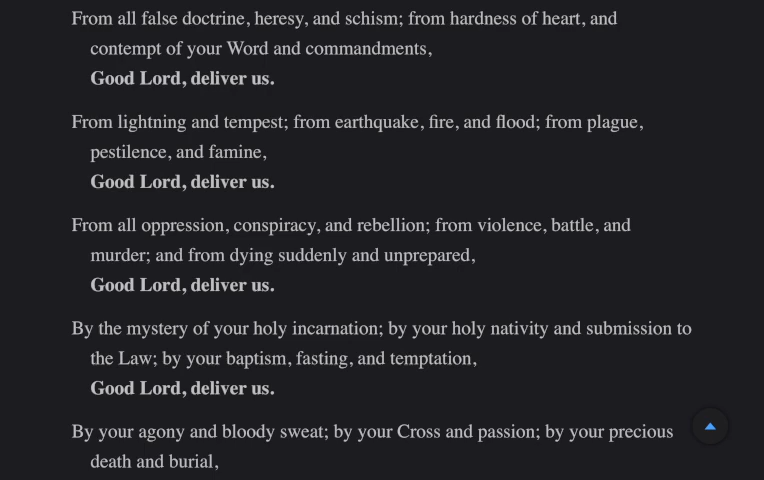 From all false doctrine, heresy, and schism; from hardness of heart, and
contempt of your Word and commandments,
Good Lord, deliver us.
From lightning and tempest; from earthquake, fire, and flood; from plague,
pestilence, and famine,
Good Lord, deliver us.
From all oppression, conspiracy, and rebellion; from violence, battle, and
murder; and from dying suddenly and unprepared,
Good Lord, deliver us.
By the mystery of your holy incarnation; by your holy nativity and submission to
the Law; by your baptism, fasting, and temptation,
Good Lord, deliver us.
By your agony and bloody sweat; by your Cross and passion; by your precious
death and burial,